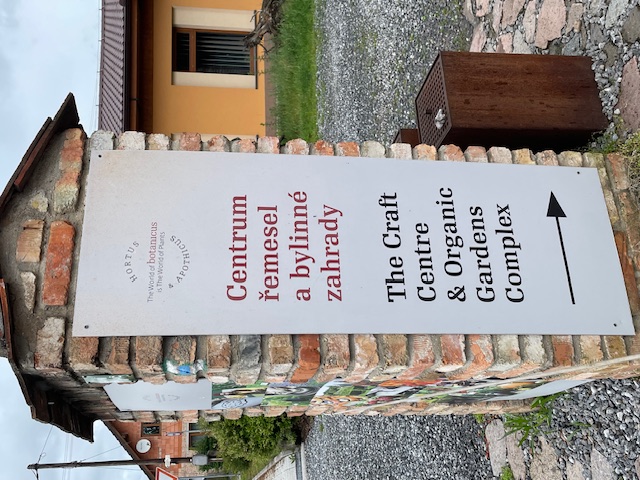 HORTUS
The World of botanicus
is The World of Plants
& APOTHICUS
Centrum
řemesel
a bylinné
zahrady
The Craft
Centre
& Organic
Gardens
Complex